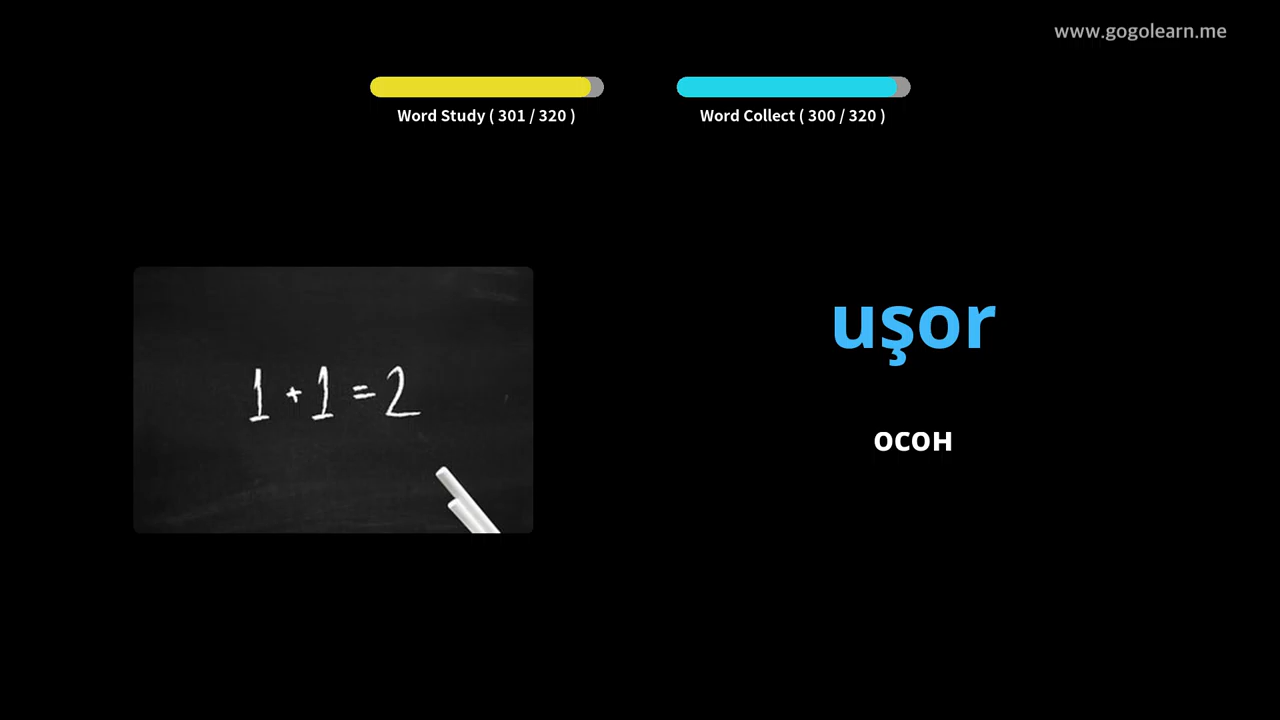 www.gogolearn.me
Word Study ( 301 / 320 )
Word Collect ( 300 / 320 )
1 + 1 = 2
uşor
осон